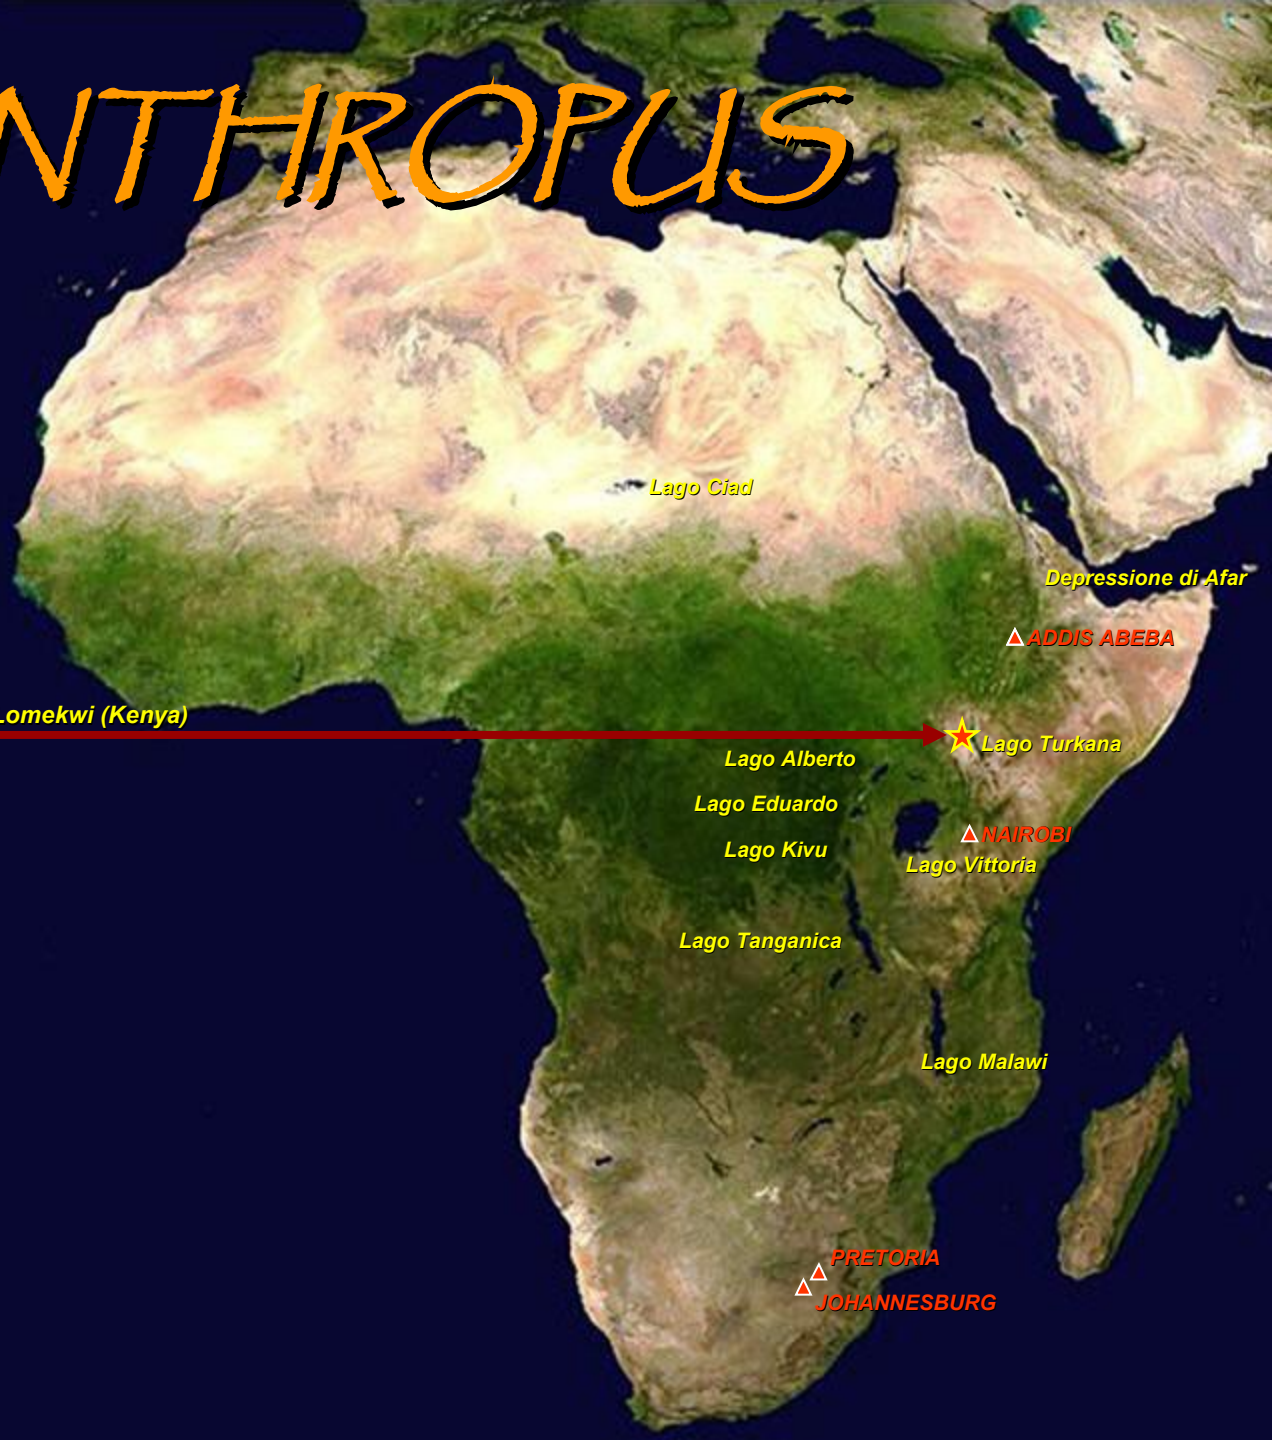 NTHROPUS
Lago Ciad
Depressione di Afar
ADDIS ABEBA
Lomekwi (Kenya)
Lago Turkana
Lago Alberto
Lago Eduardo
NAIROBI
Lago Kivu
Lago Vittoria
Lago Tanganica
Lago Malawi
PRETORIA
JOHANNESBURG